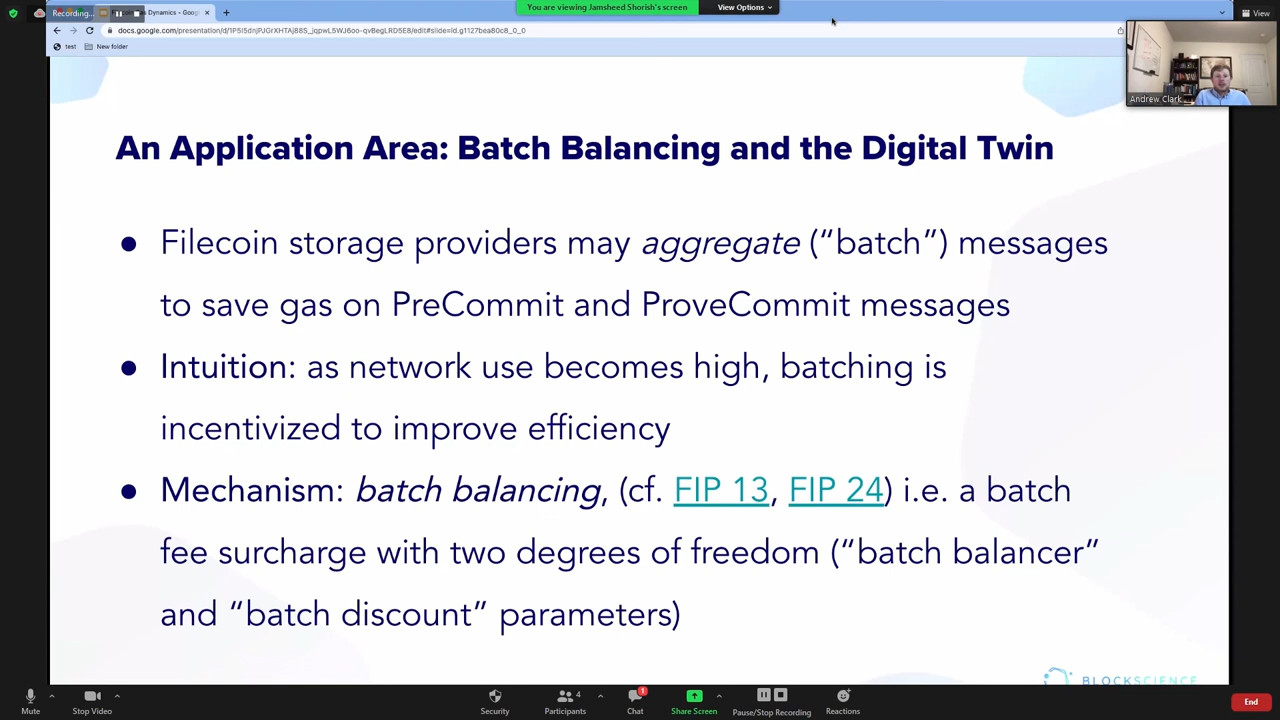 Recording...
s Dynamics - Goog
You are viewing Jamsheed Shorish's screen
View Options
View
docs.google.com/presentation/d/1P5I5dnjPJGrXHTAj88S_jqpwL5WJ6oo-qvBegLRD5E8/edit#slide=id.g1127bea80c8_0_0
test
New folder
Andrew Clark
An Application Area: Batch Balancing and the Digital Twin
● Filecoin storage providers may aggregate (“batch”) messages
to save gas on PreCommit and ProveCommit messages
● Intuition: as network use becomes high, batching is
incentivized to improve efficiency
● Mechanism: batch balancing, (cf. FIP 13, FIP 24) i.e. a batch
fee surcharge with two degrees of freedom (“batch balancer”
and “batch discount” parameters)
BLOCKSCIENCE
Mute
Stop Video
Security
4
Participants
1
Chat
Share Screen
Pause/Stop Recording
Reactions
End